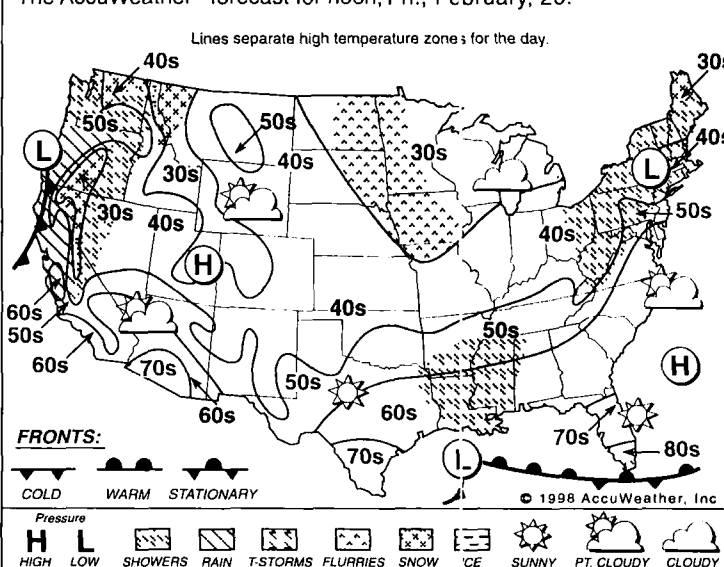 The AccuWeather® forecast for noon, Fri., February, 20.
Lines separate high temperature zones for the day.
40s
30s
50s
50s
40s
L
40s
30s
30s
L
30s
40s
50s
40s
H
60s
50s
40s
50s
60s
70s
50s
60s
H
60s
70s
70s
80s
L
FRONTS:
COLD WARM STATIONARY
© 1998 AccuWeather, Inc
Pressure
H L
HIGH LOW SHOWERS RAIN T-STORMS FLURRIES SNOW 'CE SUNNY PT. CLOUDY CLOUDY